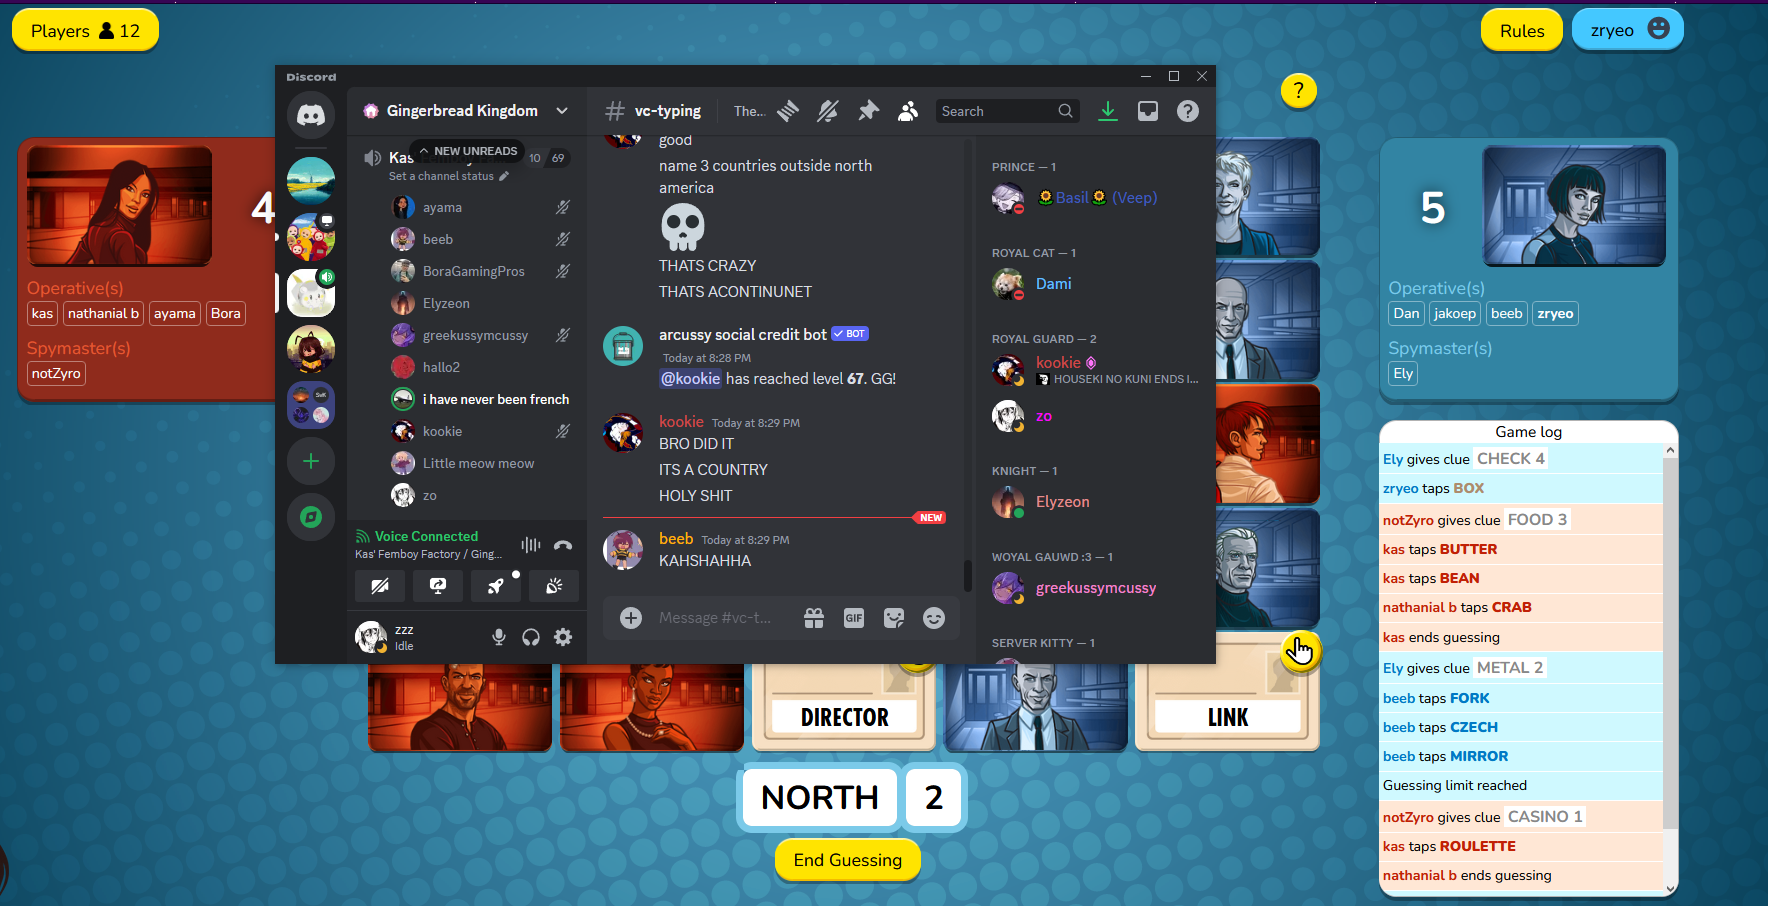 Players 12
Rules
zryeo
Discord
Gingerbread Kingdom
vc-typing
The...
Search
?
NEW UNREADS
Kas
10 69
Set a channel status
ayama
beeb
BoraGamingPros
Elyzeon
greekussymcussy
hallo2
i have never been french
kookie
Little meow meow
zo
Voice Connected
Kas' Femboy Factory / Ging...
zzz
Idle
good
name 3 countries outside north
america
THATS CRAZY
THATS ACONTINUNET
arcussy social credit bot BOT
Today at 8:28 PM
@kookie has reached level 67. GG!
kookie Today at 8:29 PM
BRO DID IT
ITS A COUNTRY
HOLY SHIT
NEW
beeb Today at 8:29 PM
KAHSHAHHA
Message #vc-t...
GIF
PRINCE — 1
🌻Basil🌻 (Veep)
ROYAL CAT — 1
Dami
ROYAL GUARD — 2
kookie
HOUSEKI NO KUNI ENDS I...
zo
KNIGHT — 1
Elyzeon
WOYAL GAUWD :3 — 1
greekussymcussy
SERVER KITTY — 1
4
Operative(s)
kas nathanial b ayama Bora
Spymaster(s)
notZyro
5
Operative(s)
Dan jakoep beeb zryeo
Spymaster(s)
Ely
DIRECTOR
LINK
NORTH 2
End Guessing
Game log
Ely gives clue CHECK 4
zryeo taps BOX
notZyro gives clue FOOD 3
kas taps BUTTER
kas taps BEAN
nathanial b taps CRAB
kas ends guessing
Ely gives clue METAL 2
beeb taps FORK
beeb taps CZECH
beeb taps MIRROR
Guessing limit reached
notZyro gives clue CASINO 1
kas taps ROULETTE
nathanial b ends guessing